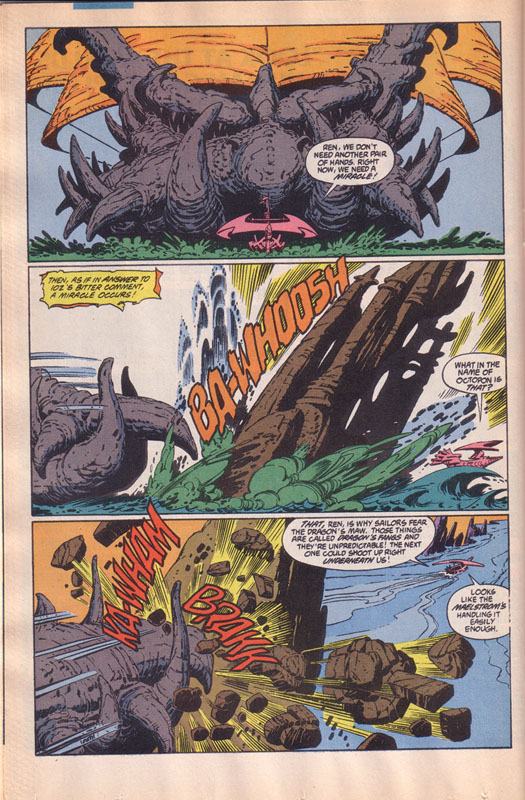 REN, WE DON'T
NEED ANOTHER PAIR
OF HANDS. RIGHT
NOW, WE NEED A
MIRACLE!
THEN, AS IF IN ANSWER TO
IOZ'S BITTER COMMENT,
A MIRACLE OCCURS!
BA-WHOOSH
WHAT IN THE
NAME OF
OCTOPON IS
THAT?
KA-WHAM
BRAKK
THAT, REN, IS WHY SAILORS FEAR
THE DRAGON'S MAW. THOSE THINGS
ARE CALLED DRAGON'S FANGS AND
THEY'RE UNPREDICTABLE! THE NEXT
ONE COULD SHOOT UP RIGHT
UNDERNEATH US!
LOOKS
LIKE THE
MAELSTROM'S
HANDLING IT
EASILY
ENOUGH.